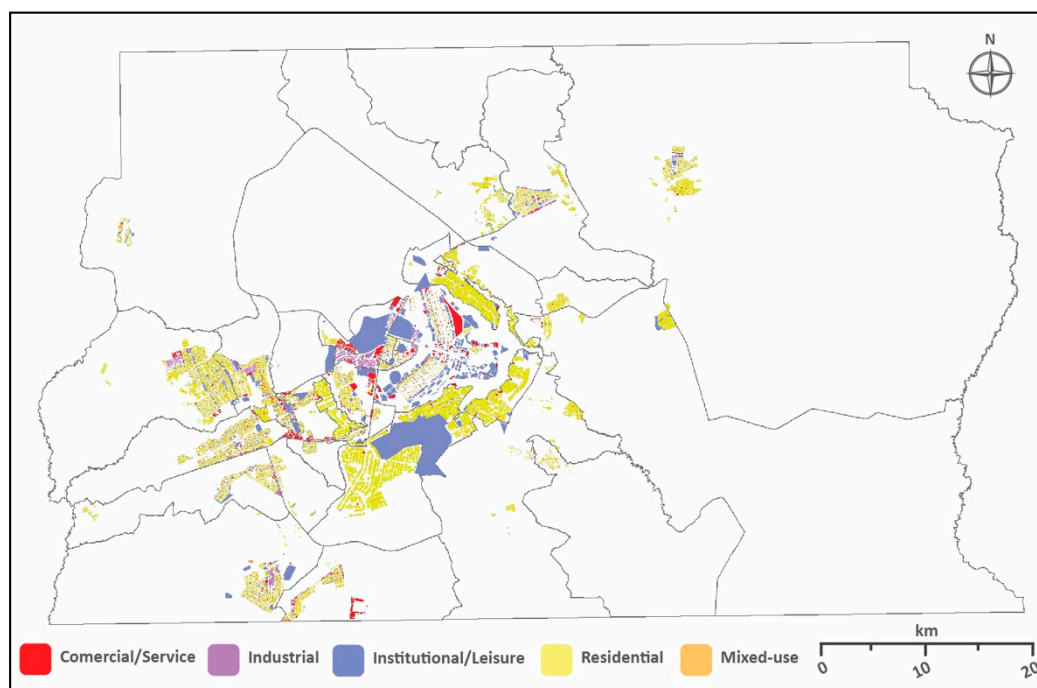 N
Comercial/Service
Industrial
Institutional/Leisure
Residential
Mixed-use
km
0
10
20